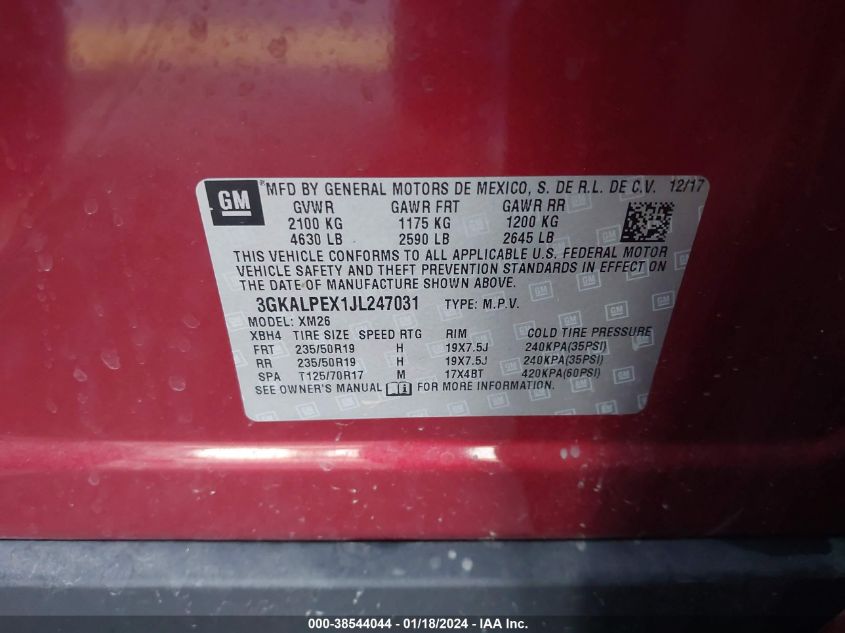 GM ® MFD BY GENERAL MOTORS DE MEXICO, S. DE R.L. DE C.V. 12/17
GVWR GAWR FRT GAWR RR
2100 KG 1175 KG 1200 KG
4630 LB 2590 LB 2645 LB
THIS VEHICLE CONFORMS TO ALL APPLICABLE U.S. FEDERAL MOTOR
VEHICLE SAFETY AND THEFT PREVENTION STANDARDS IN EFFECT ON
THE DATE OF MANUFACTURE SHOWN ABOVE.
3GKALPEX1JL247031 TYPE: M.P.V.
MODEL: XM26
XBH4 TIRE SIZE SPEED RTG RIM COLD TIRE PRESSURE
FRT 235/50R19 H 19X7.5J 240KPA(35PSI)
RR 235/50R19 H 19X7.5J 240KPA(35PSI)
SPA T125/70R17 M 17X4BT 420KPA(60PSI)
SEE OWNER'S MANUAL FOR MORE INFORMATION.
000-38544044 - 01/18/2024 - IAA Inc.